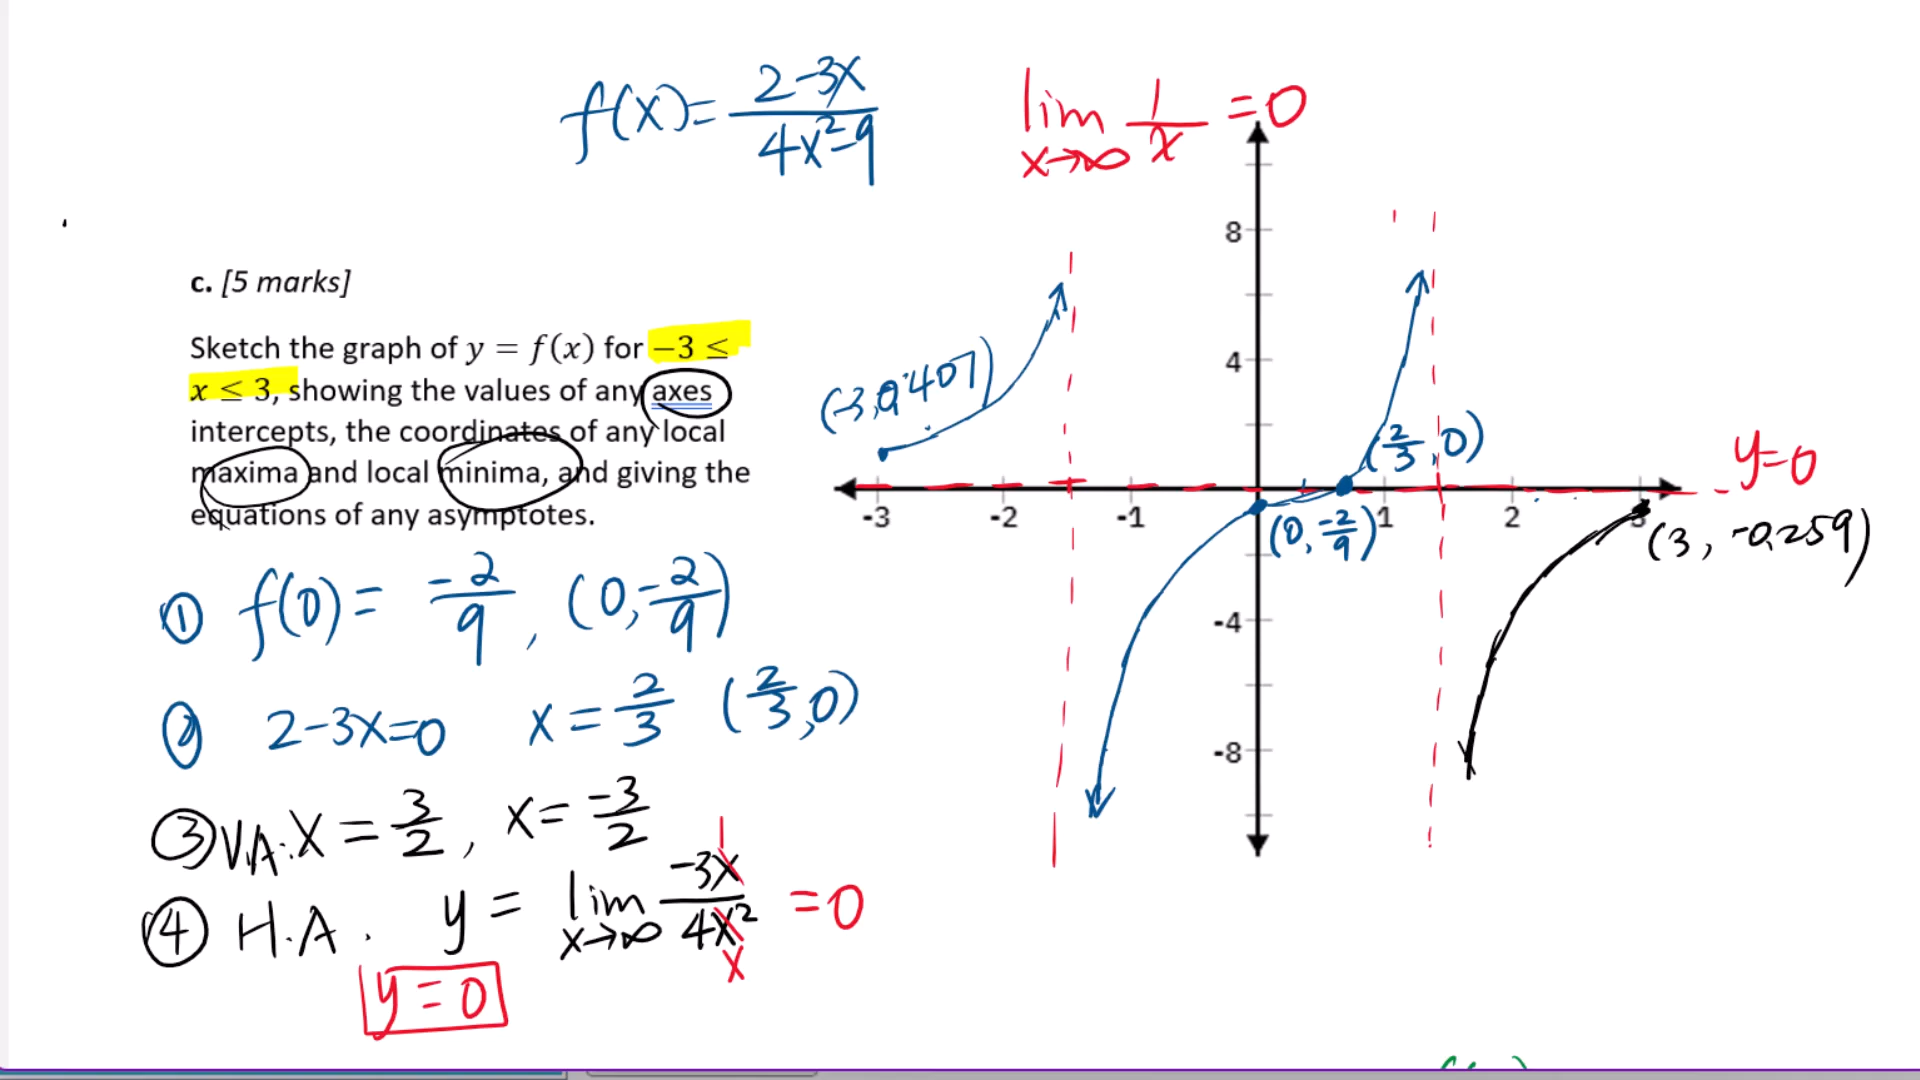 f(x)= 2-3x / 4x²-9
lim x→∞ 1/x =0
c. [5 marks]
Sketch the graph of y = f(x) for −3 ≤
x ≤ 3, showing the values of any axes
intercepts, the coordinates of any local
maxima and local minima, and giving the
equations of any asymptotes.
① f(0) = -2/9 , (0,-2/9)
② 2-3x=0 x = 2/3 (2/3,0)
③ V.A: x = 3/2 , x= -3/2
④ H.A. y = lim x→∞ -3x/4x² =0
1
x
y=0
8
4
-4
-8
-3 -2 -1 1 2 3
(-3,0.407)
(2/3,0)
(0,-2/9)
y=0
(3, -0.259)